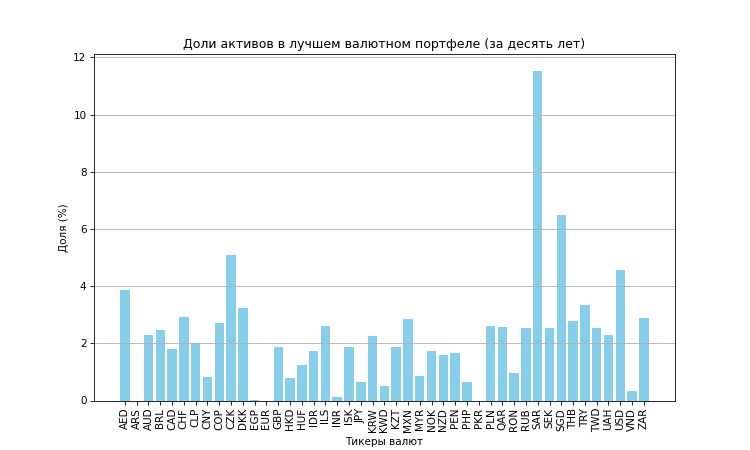 Доли активов в лучшем валютном портфеле (за десять лет)
12
10
8
6
4
2
0
Доля (%)
AED ARS AUD BRL CAD CHF CLP CNY COP CZK DKK EGP EUR GBP HKD HUF IDR ILS INR ISK JPY KRW KWD KZT MXN MYR NOK NZD PEN PHP PKR PLN QAR RON RUB SAR SEK SGD THB TRY TWD UAH USD VND ZAR
Тикеры валют